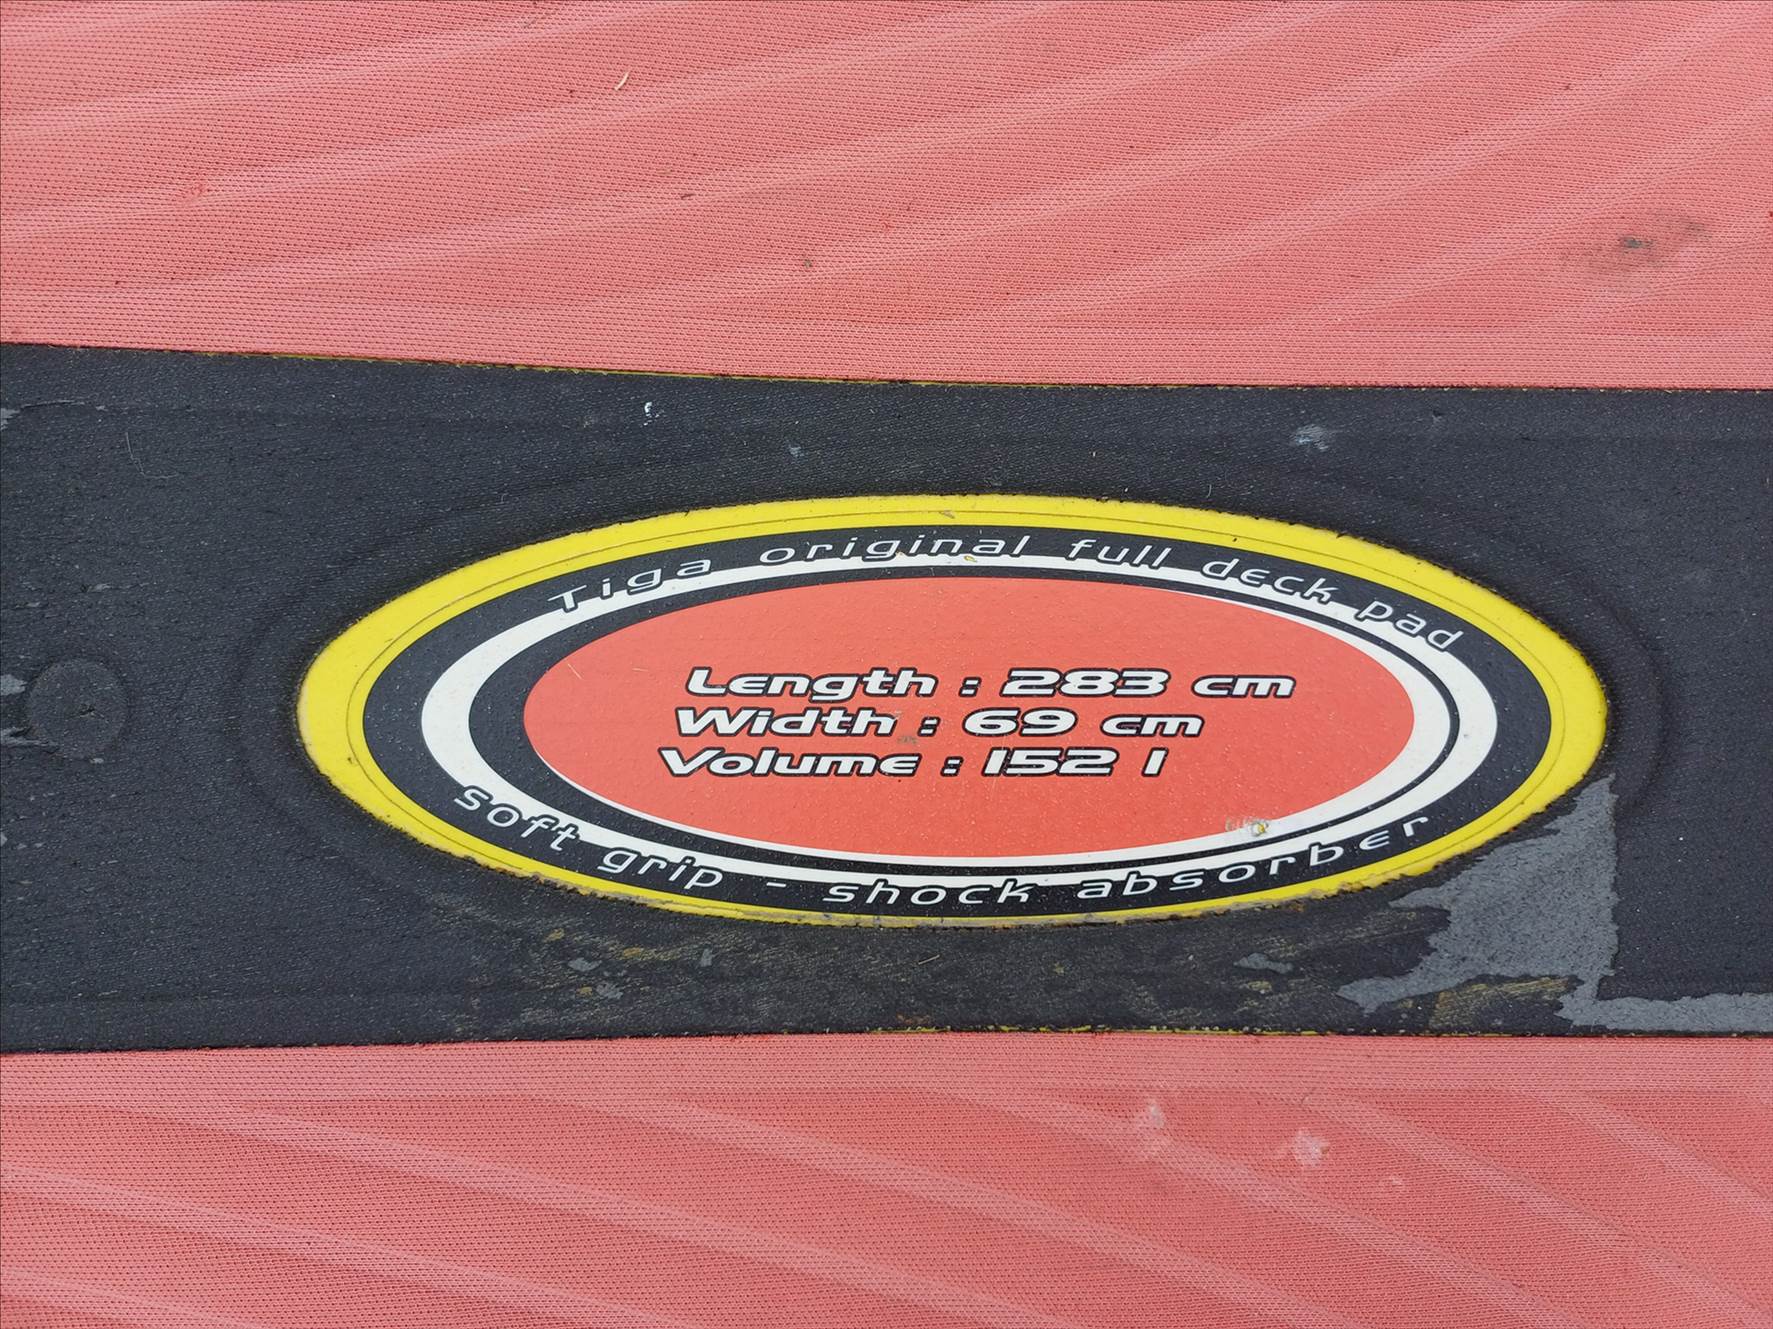 Tiga original full deck pad
Length : 283 cm
Width : 69 cm
Volume : 152 l
soft grip - shock absorber